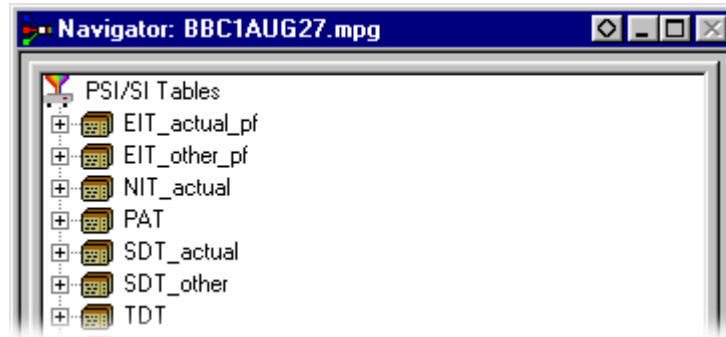 Navigator: BBC1AUG27.mpg
PSI/SI Tables
EIT_actual_pf
EIT_other_pf
NIT_actual
PAT
SDT_actual
SDT_other
TDT